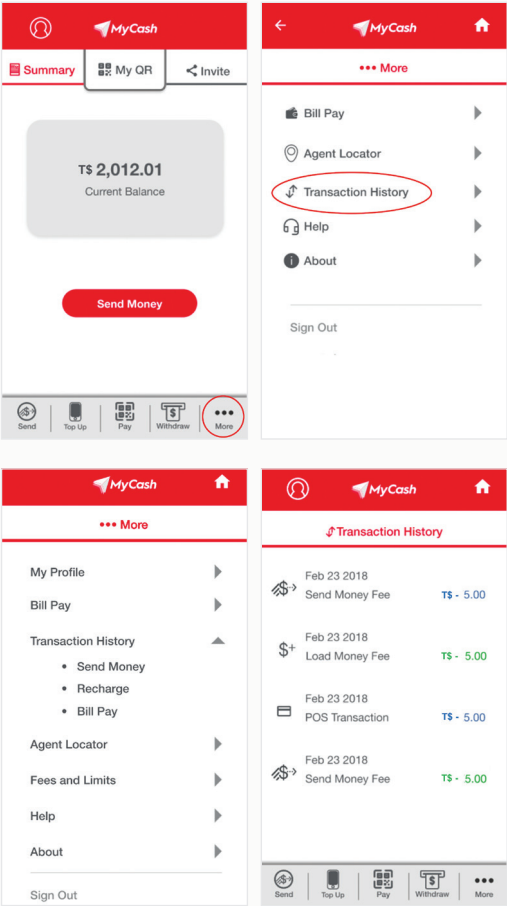 MyCash
Summary
My QR
Invite
T$ 2,012.01
Current Balance
Send Money
Send
Top Up
Pay
Withdraw
More
MyCash
More
Bill Pay
Agent Locator
Transaction History
Help
About
Sign Out
MyCash
More
My Profile
Bill Pay
Transaction History
• Send Money
• Recharge
• Bill Pay
Agent Locator
Fees and Limits
Help
About
Sign Out
MyCash
Transaction History
Feb 23 2018
Send Money Fee T$ - 5.00
Feb 23 2018
Load Money Fee T$ - 5.00
Feb 23 2018
POS Transaction T$ - 5.00
Feb 23 2018
Send Money Fee T$ - 5.00
Send
Top Up
Pay
Withdraw
More